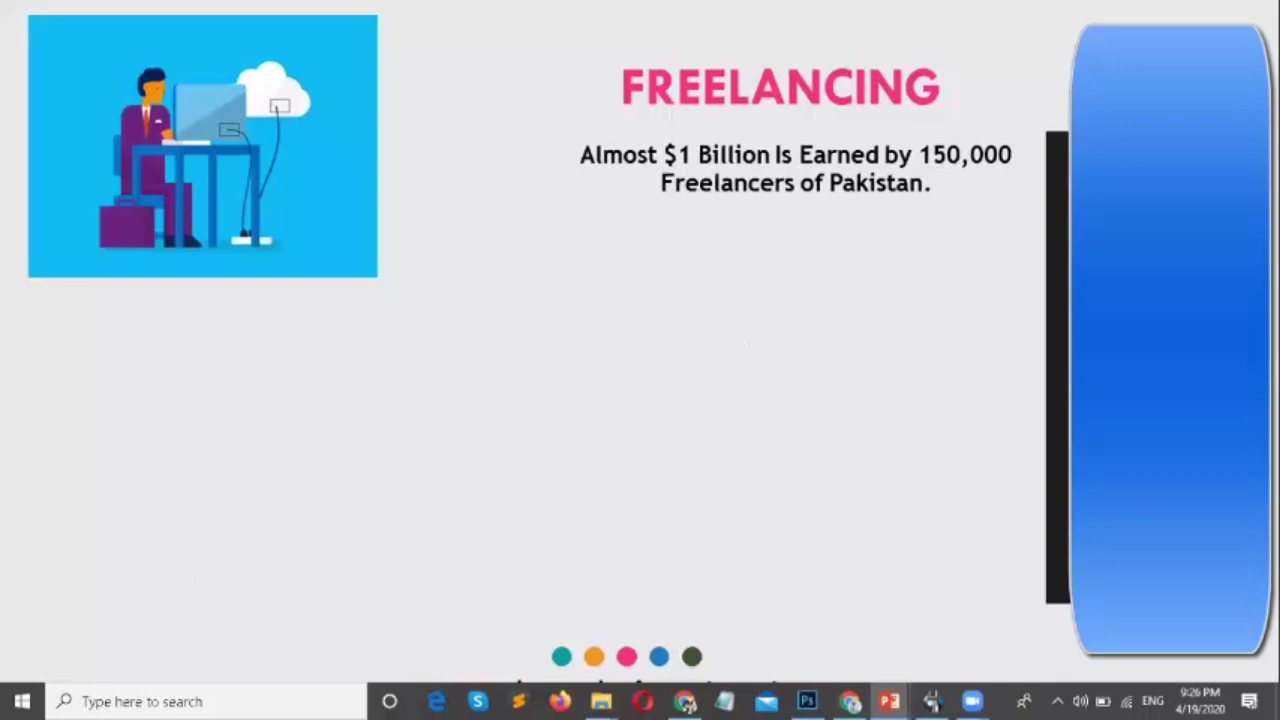 FREELANCING
Almost $1 Billion Is Earned by 150,000
Freelancers of Pakistan.
Type here to search
ENG
9:26 PM
4/19/2020